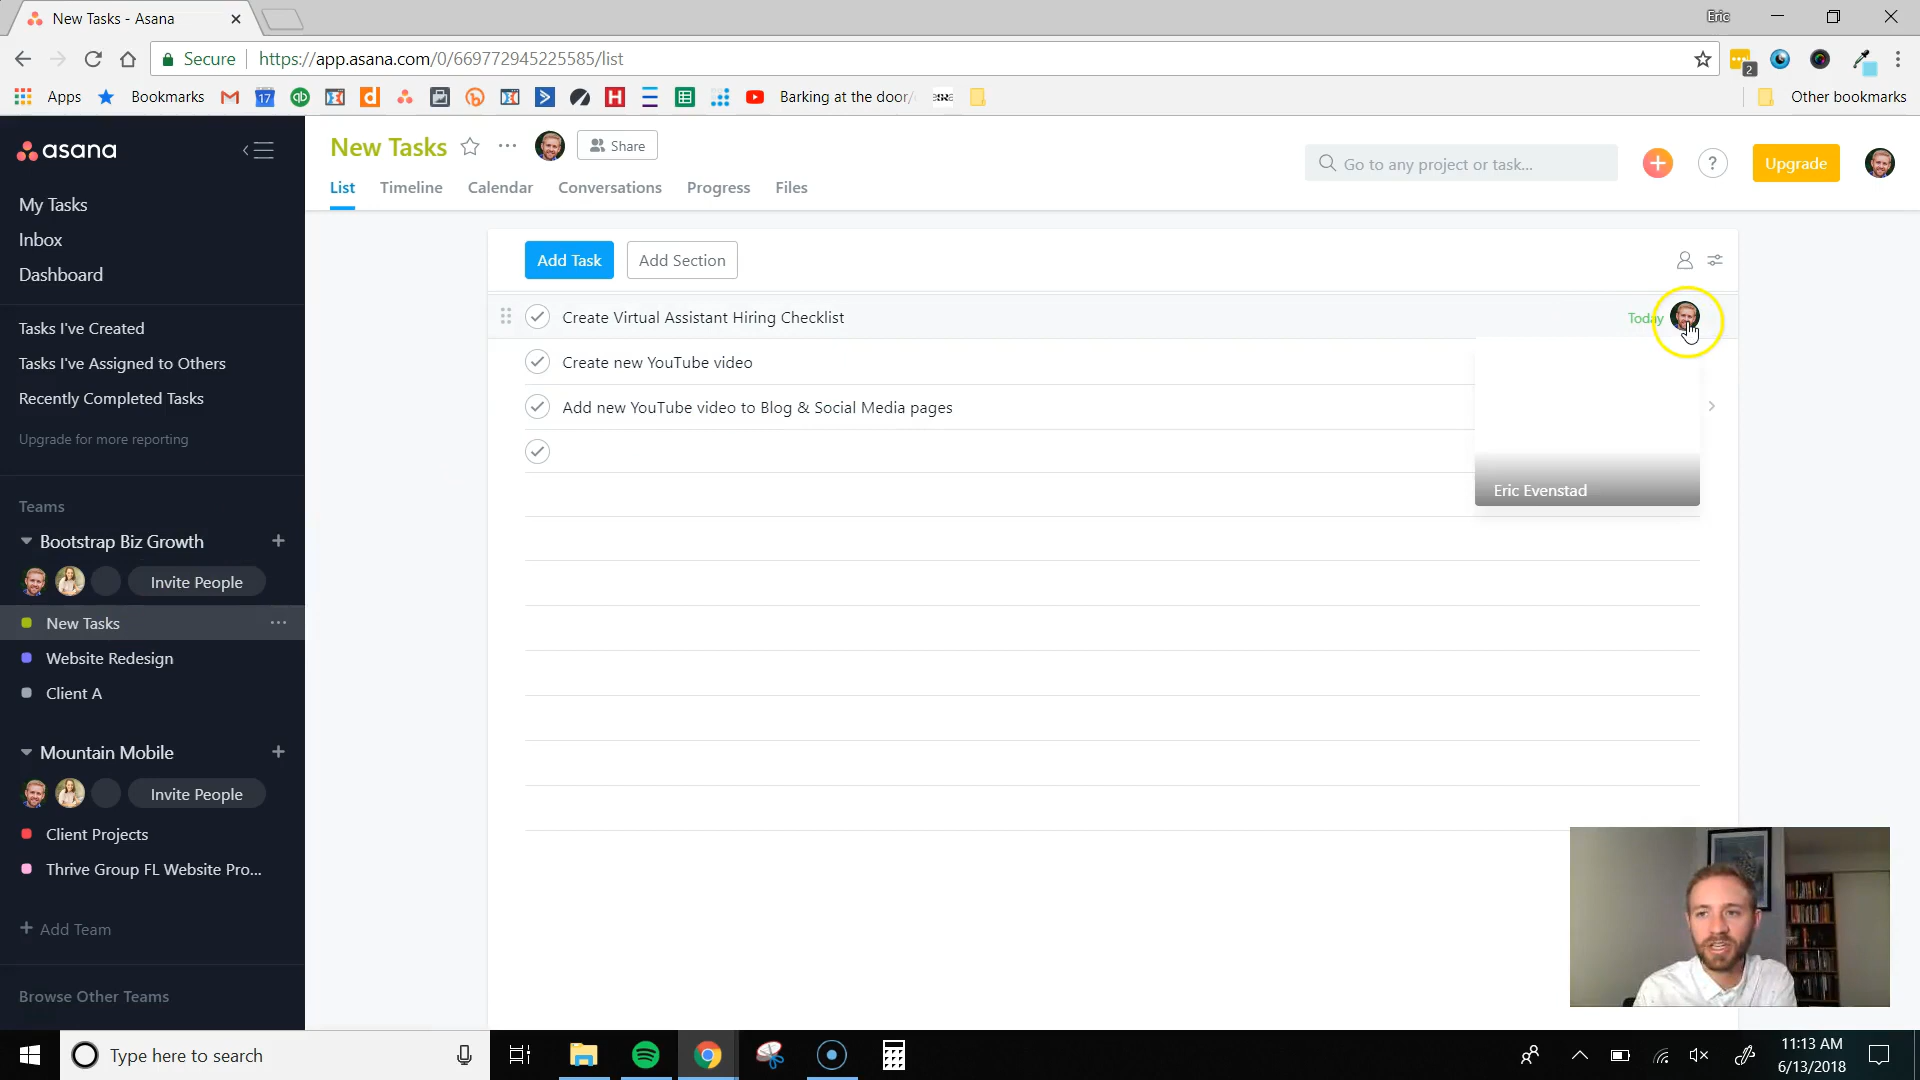 New Tasks - Asana
Eric
Secure
https://app.asana.com/0/669772945225585/list
2
Apps
Bookmarks
17
qb
H
Barking at the door/
Other bookmarks
asana
New Tasks
Share
Go to any project or task...
?
Upgrade
List
Timeline
Calendar
Conversations
Progress
Files
My Tasks
Inbox
Dashboard
Tasks I've Created
Tasks I've Assigned to Others
Recently Completed Tasks
Upgrade for more reporting
Teams
Bootstrap Biz Growth
Invite People
New Tasks
Website Redesign
Client A
Mountain Mobile
Invite People
Client Projects
Thrive Group FL Website Pro...
+ Add Team
Browse Other Teams
Add Task
Add Section
Create Virtual Assistant Hiring Checklist
Today
Create new YouTube video
Add new YouTube video to Blog & Social Media pages
Eric Evenstad
Type here to search
11:13 AM
6/13/2018